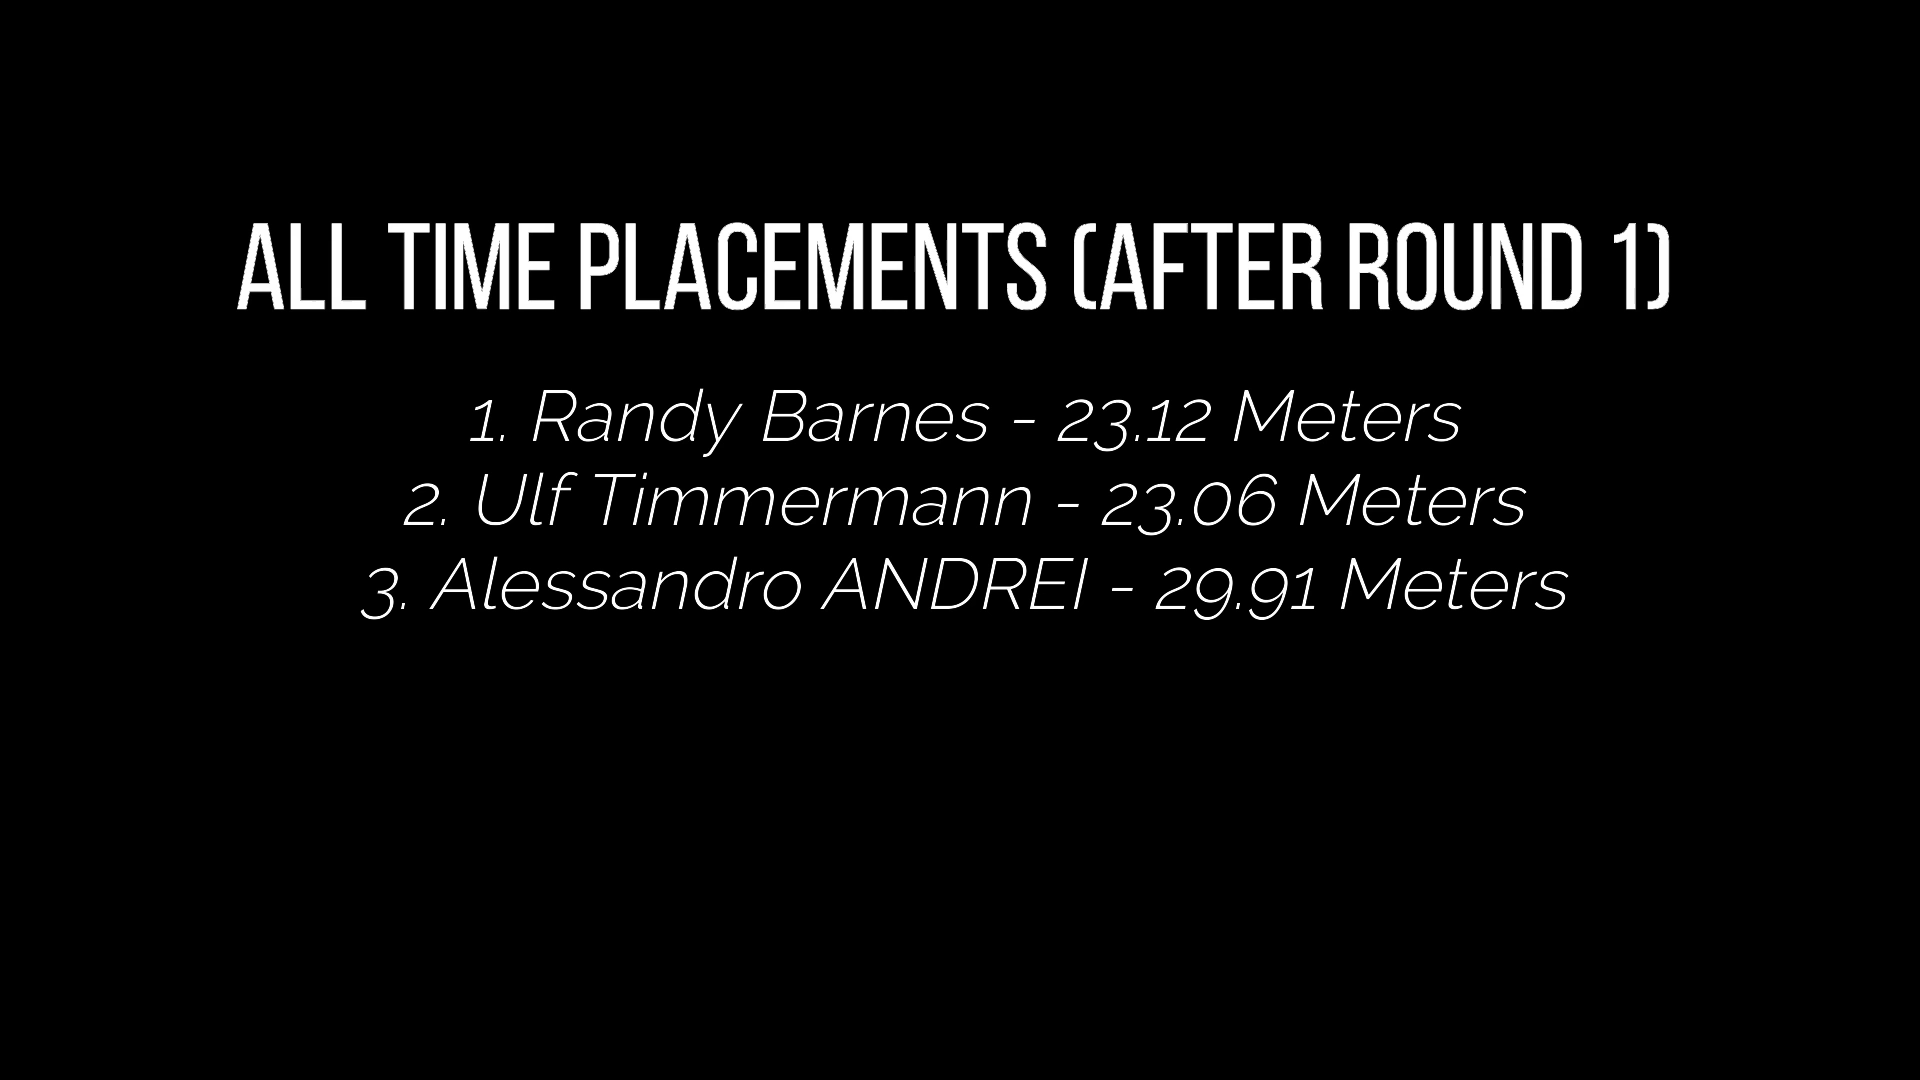 ALL TIME PLACEMENTS (AFTER ROUND 1)
1. Randy Barnes - 23.12 Meters
2. Ulf Timmermann - 23.06 Meters
3. Alessandro ANDREI - 29.91 Meters